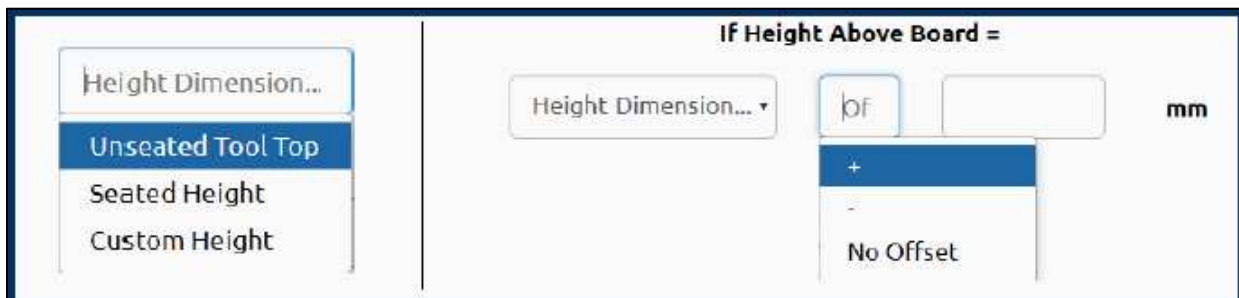 Height Dimension...
Unseated Tool Top
Seated Height
Custom Height
If Height Above Board =
Height Dimension... Of mm
+
-
No Offset